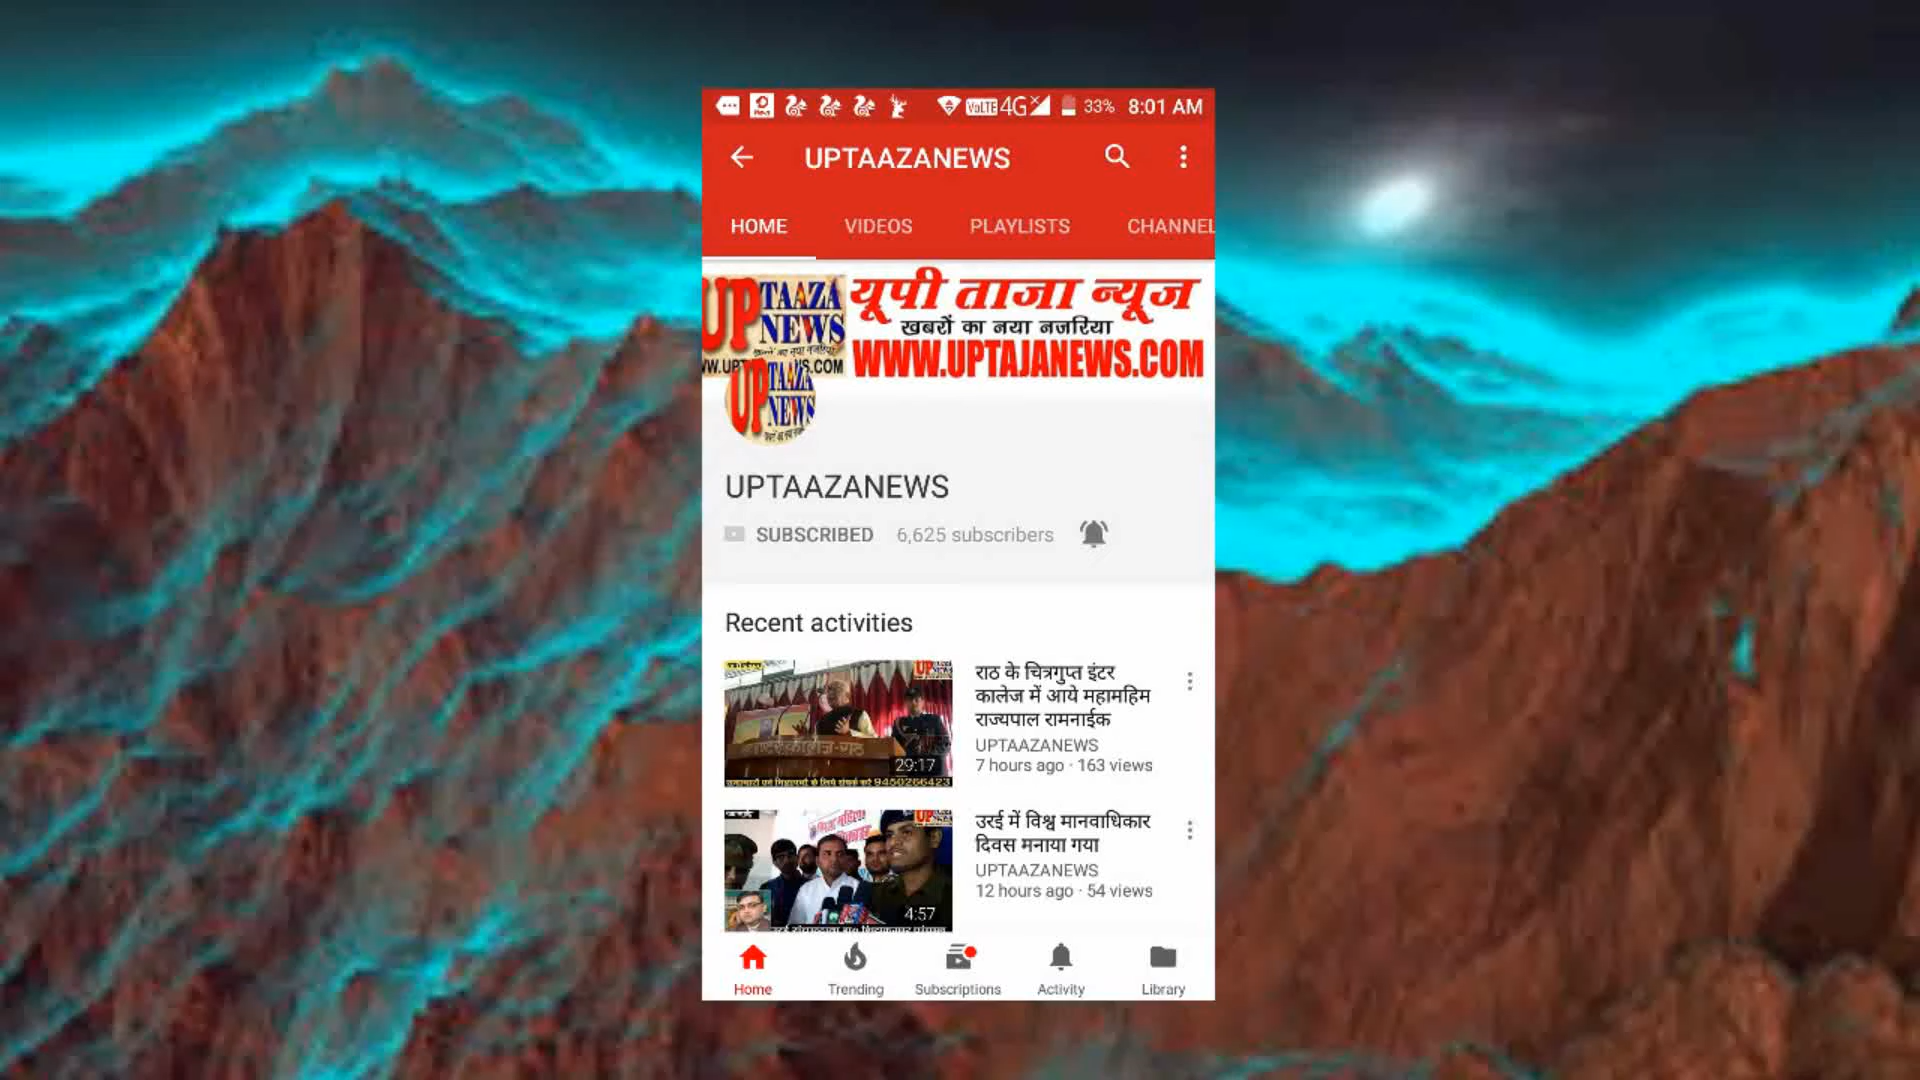 VoLTE 4G 33% 8:01 AM
UPTAAZANEWS
HOME VIDEOS PLAYLISTS CHANNEL
UP TAAZA NEWS
यूपी ताजा न्यूज
खबरों का नया नजरिया
WWW.UPTAJANEWS.COM
UP TAAZA NEWS
UPTAAZANEWS
SUBSCRIBED 6,625 subscribers
Recent activities
राठ के चित्रगुप्त इंटर
कालेज में आये महामहिम
राज्यपाल रामनाईक
UPTAAZANEWS
7 hours ago · 163 views
29:17
उरई में विश्व मानवाधिकार
दिवस मनाया गया
UPTAAZANEWS
12 hours ago · 54 views
4:57
Home Trending Subscriptions Activity Library